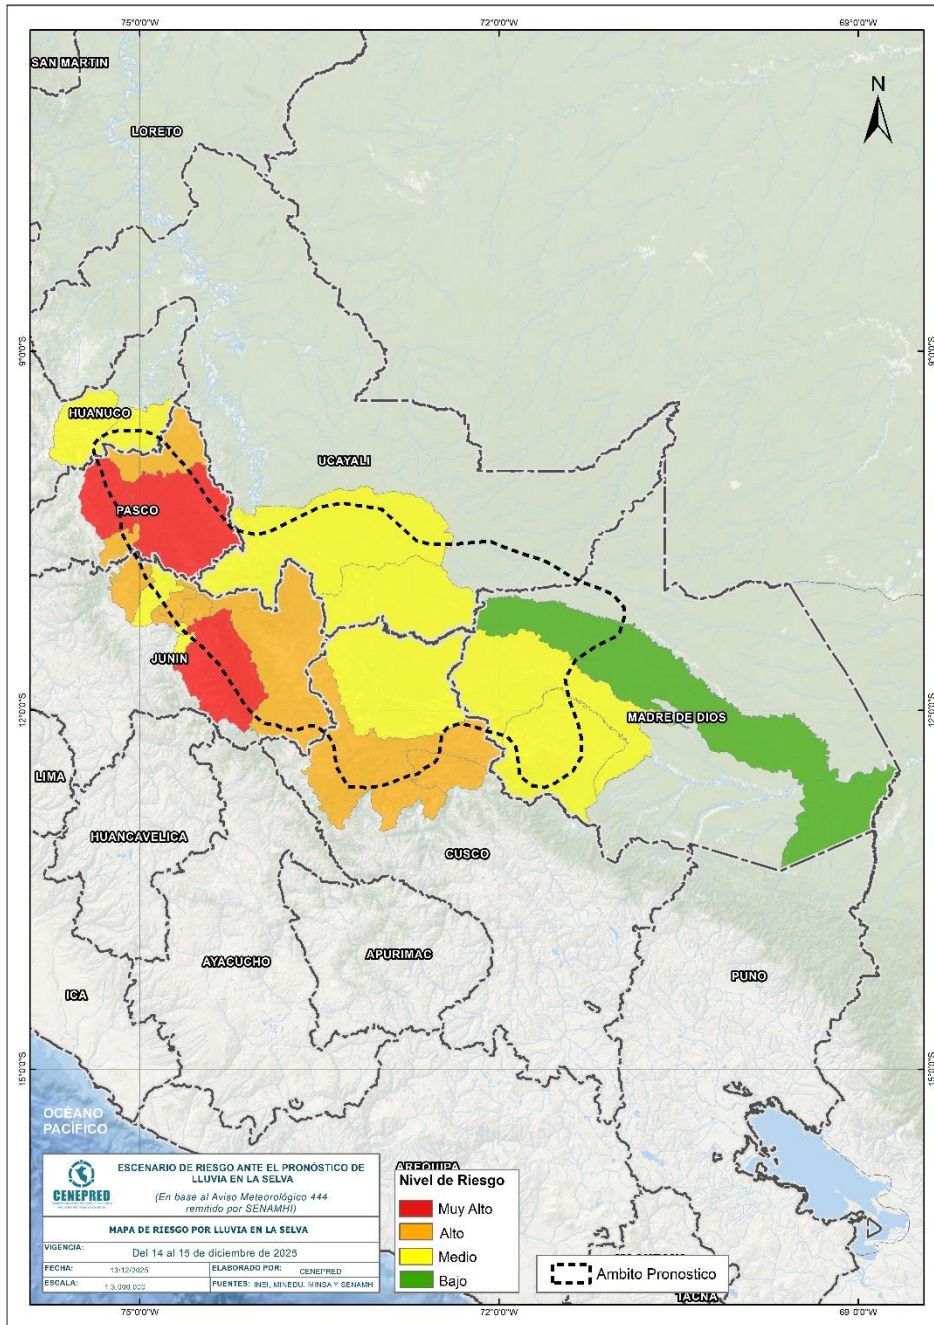 75°0'0"W 72°0'0"W 69°0'0"W
SAN MARTIN
N
LORETO
9°0'0"S 9°0'0"S
HUANUCO
UCAYALI
PASCO
JUNIN
12°0'0"S 12°0'0"S
MADRE DE DIOS
LIMA
HUANCAVELICA
CUSCO
AYACUCHO
APURIMAC
PUNO
ICA
15°0'0"S 15°0'0"S
OCÉANO
PACÍFICO
AREQUIPA
CENEPRED
ESCENARIO DE RIESGO ANTE EL PRONÓSTICO DE
LLUVIA EN LA SELVA
(En base al Aviso Meteorológico 444
remitido por SENAMHI)
MAPA DE RIESGO POR LLUVIA EN LA SELVA
VIGENCIA: Del 14 al 15 de diciembre de 2025
FECHA: 13/12/2025 ELABORADO POR: CENEPRED
ESCALA: 1:3,000,000 FUENTES: INEI, MINEDU, MINSA Y SENAMH
Nivel de Riesgo
Muy Alto
Alto
Medio
Bajo
Ambito Pronostico
TACNA
75°0'0"W 72°0'0"W 69°0'0"W